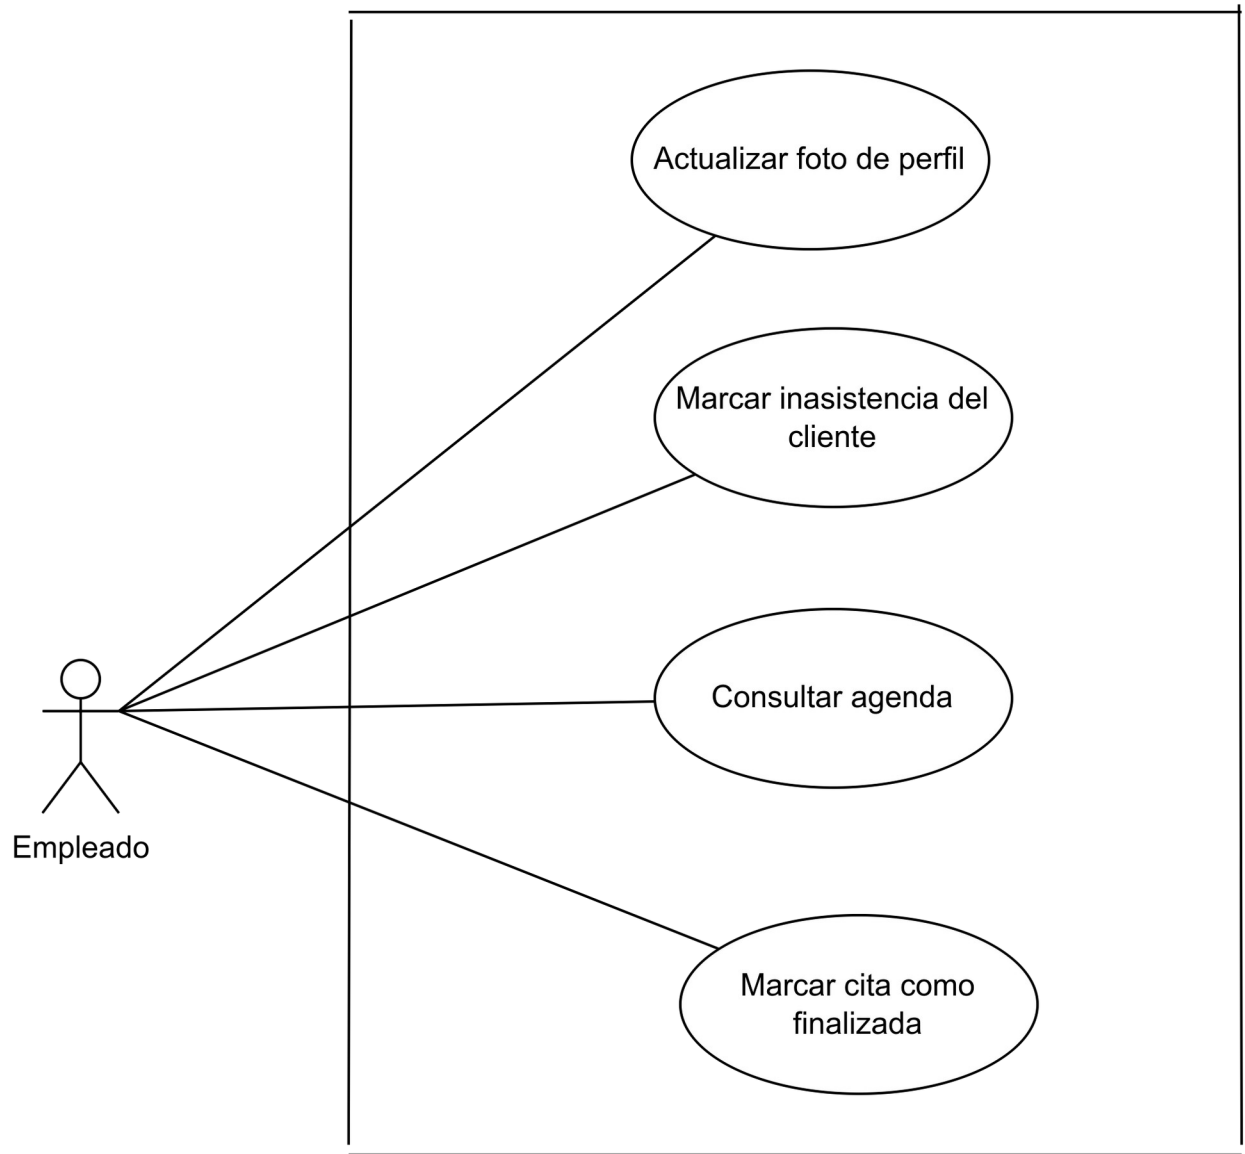 Actualizar foto de perfil
Marcar inasistencia del
cliente
Consultar agenda
Empleado
Marcar cita como
finalizada